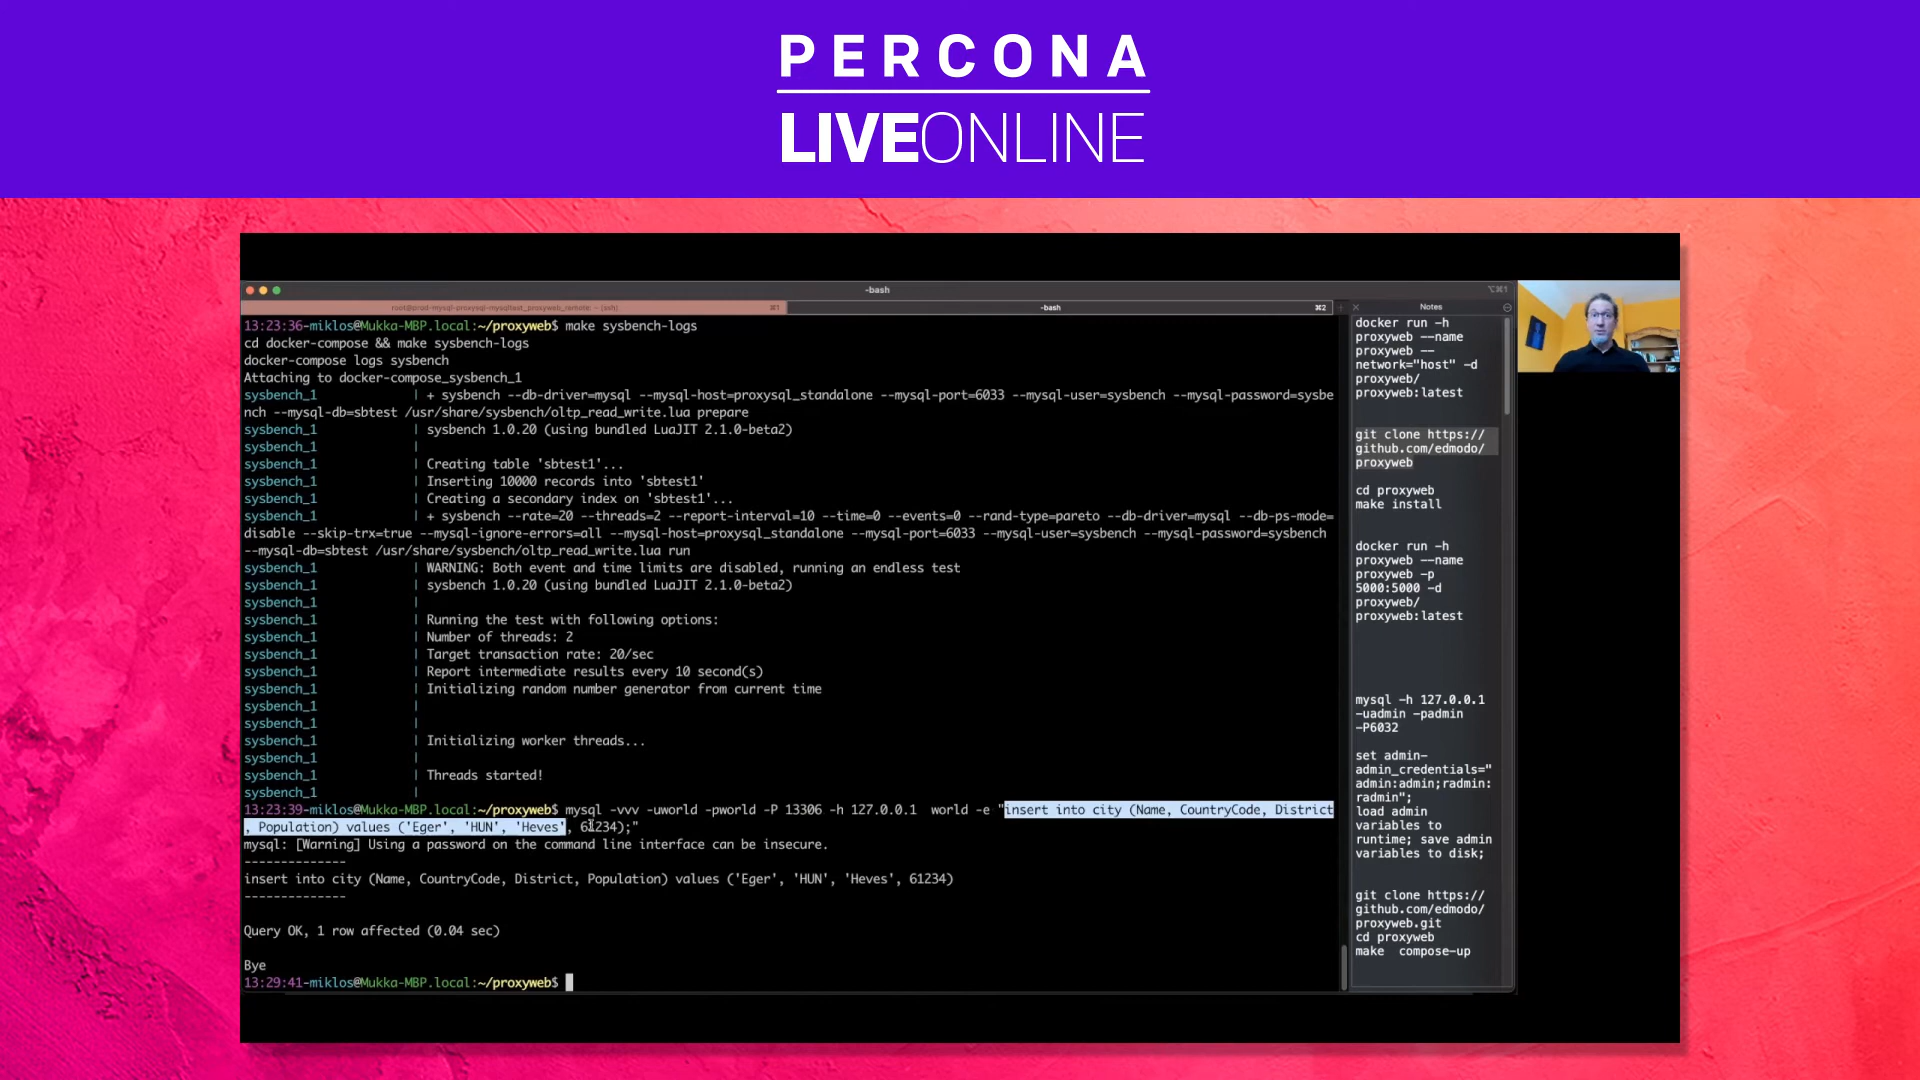 PERCONA
LIVEONLINE
-bash
⌥⌘1
root@prod-mysql-proxysql-mysqltest_proxyweb_remote: ~ (ssh)
⌘1
-bash
⌘2
Notes
13:23:36-miklos@Mukka-MBP.local:~/proxyweb$ make sysbench-logs
cd docker-compose && make sysbench-logs
docker-compose logs sysbench
Attaching to docker-compose_sysbench_1
sysbench_1 | + sysbench --db-driver=mysql --mysql-host=proxysql_standalone --mysql-port=6033 --mysql-user=sysbench --mysql-password=sysbe
nch --mysql-db=sbtest /usr/share/sysbench/oltp_read_write.lua prepare
sysbench_1 | sysbench 1.0.20 (using bundled LuaJIT 2.1.0-beta2)
sysbench_1 |
sysbench_1 | Creating table 'sbtest1'...
sysbench_1 | Inserting 10000 records into 'sbtest1'
sysbench_1 | Creating a secondary index on 'sbtest1'...
sysbench_1 | + sysbench --rate=20 --threads=2 --report-interval=10 --time=0 --events=0 --rand-type=pareto --db-driver=mysql --db-ps-mode=
disable --skip-trx=true --mysql-ignore-errors=all --mysql-host=proxysql_standalone --mysql-port=6033 --mysql-user=sysbench --mysql-password=sysbench
--mysql-db=sbtest /usr/share/sysbench/oltp_read_write.lua run
sysbench_1 | WARNING: Both event and time limits are disabled, running an endless test
sysbench_1 | sysbench 1.0.20 (using bundled LuaJIT 2.1.0-beta2)
sysbench_1 |
sysbench_1 | Running the test with following options:
sysbench_1 | Number of threads: 2
sysbench_1 | Target transaction rate: 20/sec
sysbench_1 | Report intermediate results every 10 second(s)
sysbench_1 | Initializing random number generator from current time
sysbench_1 |
sysbench_1 |
sysbench_1 | Initializing worker threads...
sysbench_1 |
sysbench_1 | Threads started!
13:23:39-miklos@Mukka-MBP.local:~/proxyweb$ mysql -vvv -uworld -pworld -P 13306 -h 127.0.0.1  world -e "insert into city (Name, CountryCode, District
, Population) values ('Eger', 'HUN', 'Heves', 61234);"
mysql: [Warning] Using a password on the command line interface can be insecure.
--------------
insert into city (Name, CountryCode, District, Population) values ('Eger', 'HUN', 'Heves', 61234)
--------------
Query OK, 1 row affected (0.04 sec)
Bye
13:29:41-miklos@Mukka-MBP.local:~/proxyweb$
docker run -h
proxyweb --name
proxyweb --
network="host" -d
proxyweb/
proxyweb:latest
git clone https://
github.com/edmodo/
proxyweb
cd proxyweb
make install
docker run -h
proxyweb --name
proxyweb -p
5000:5000 -d
proxyweb/
proxyweb:latest
mysql -h 127.0.0.1
-uadmin -padmin
-P6032
set admin-
admin_credentials="
admin:admin;radmin:
radmin";
load admin
variables to
runtime; save admin
variables to disk;
git clone https://
github.com/edmodo/
proxyweb.git
cd proxyweb
make  compose-up